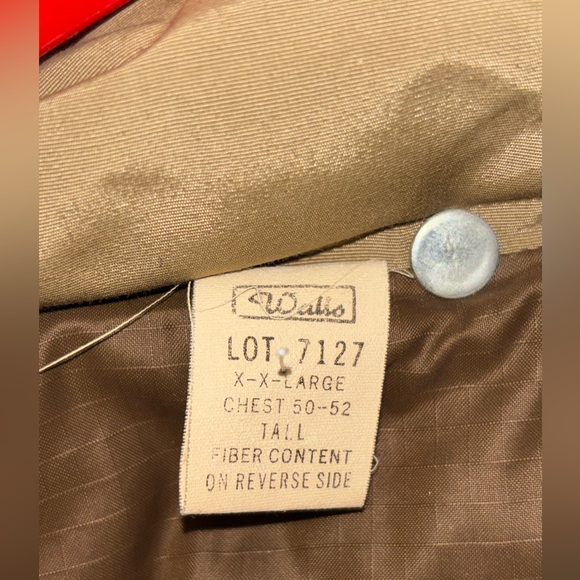 Walls
LOT 7127
X-X-LARGE
CHEST 50-52
TALL
FIBER CONTENT
ON REVERSE SIDE